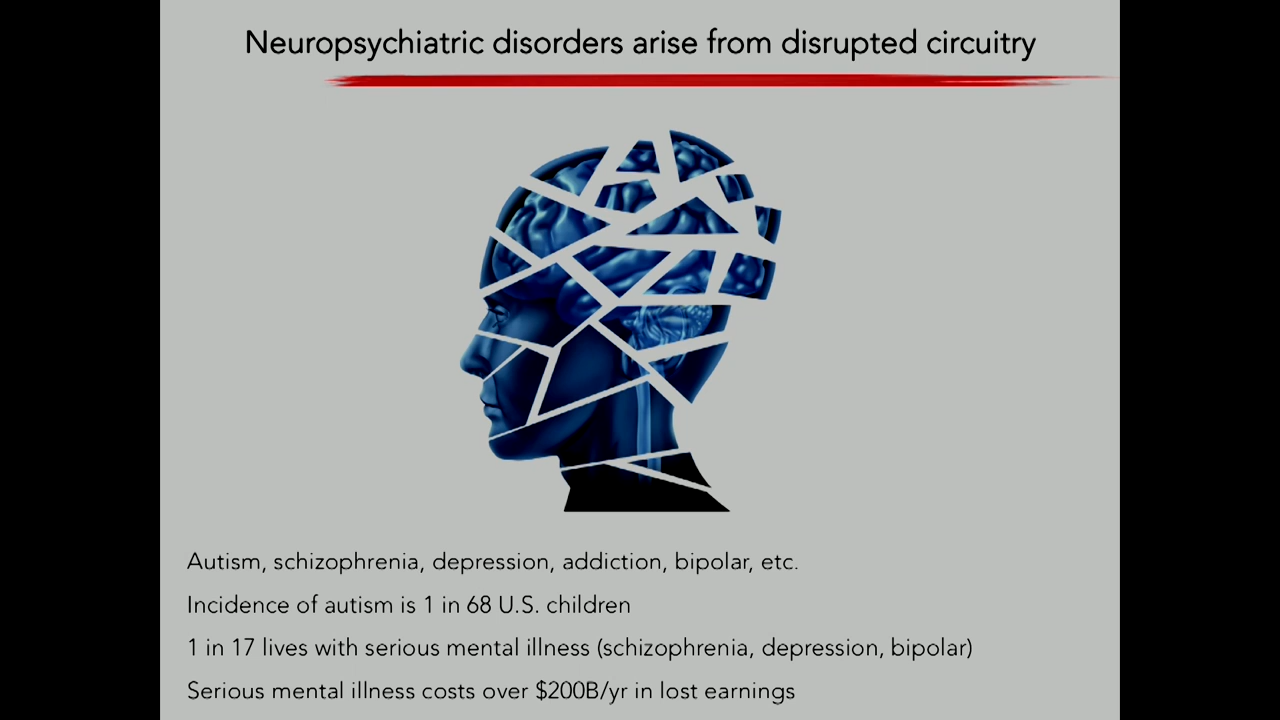 Neuropsychiatric disorders arise from disrupted circuitry
Autism, schizophrenia, depression, addiction, bipolar, etc.
Incidence of autism is 1 in 68 U.S. children
1 in 17 lives with serious mental illness (schizophrenia, depression, bipolar)
Serious mental illness costs over $200B/yr in lost earnings